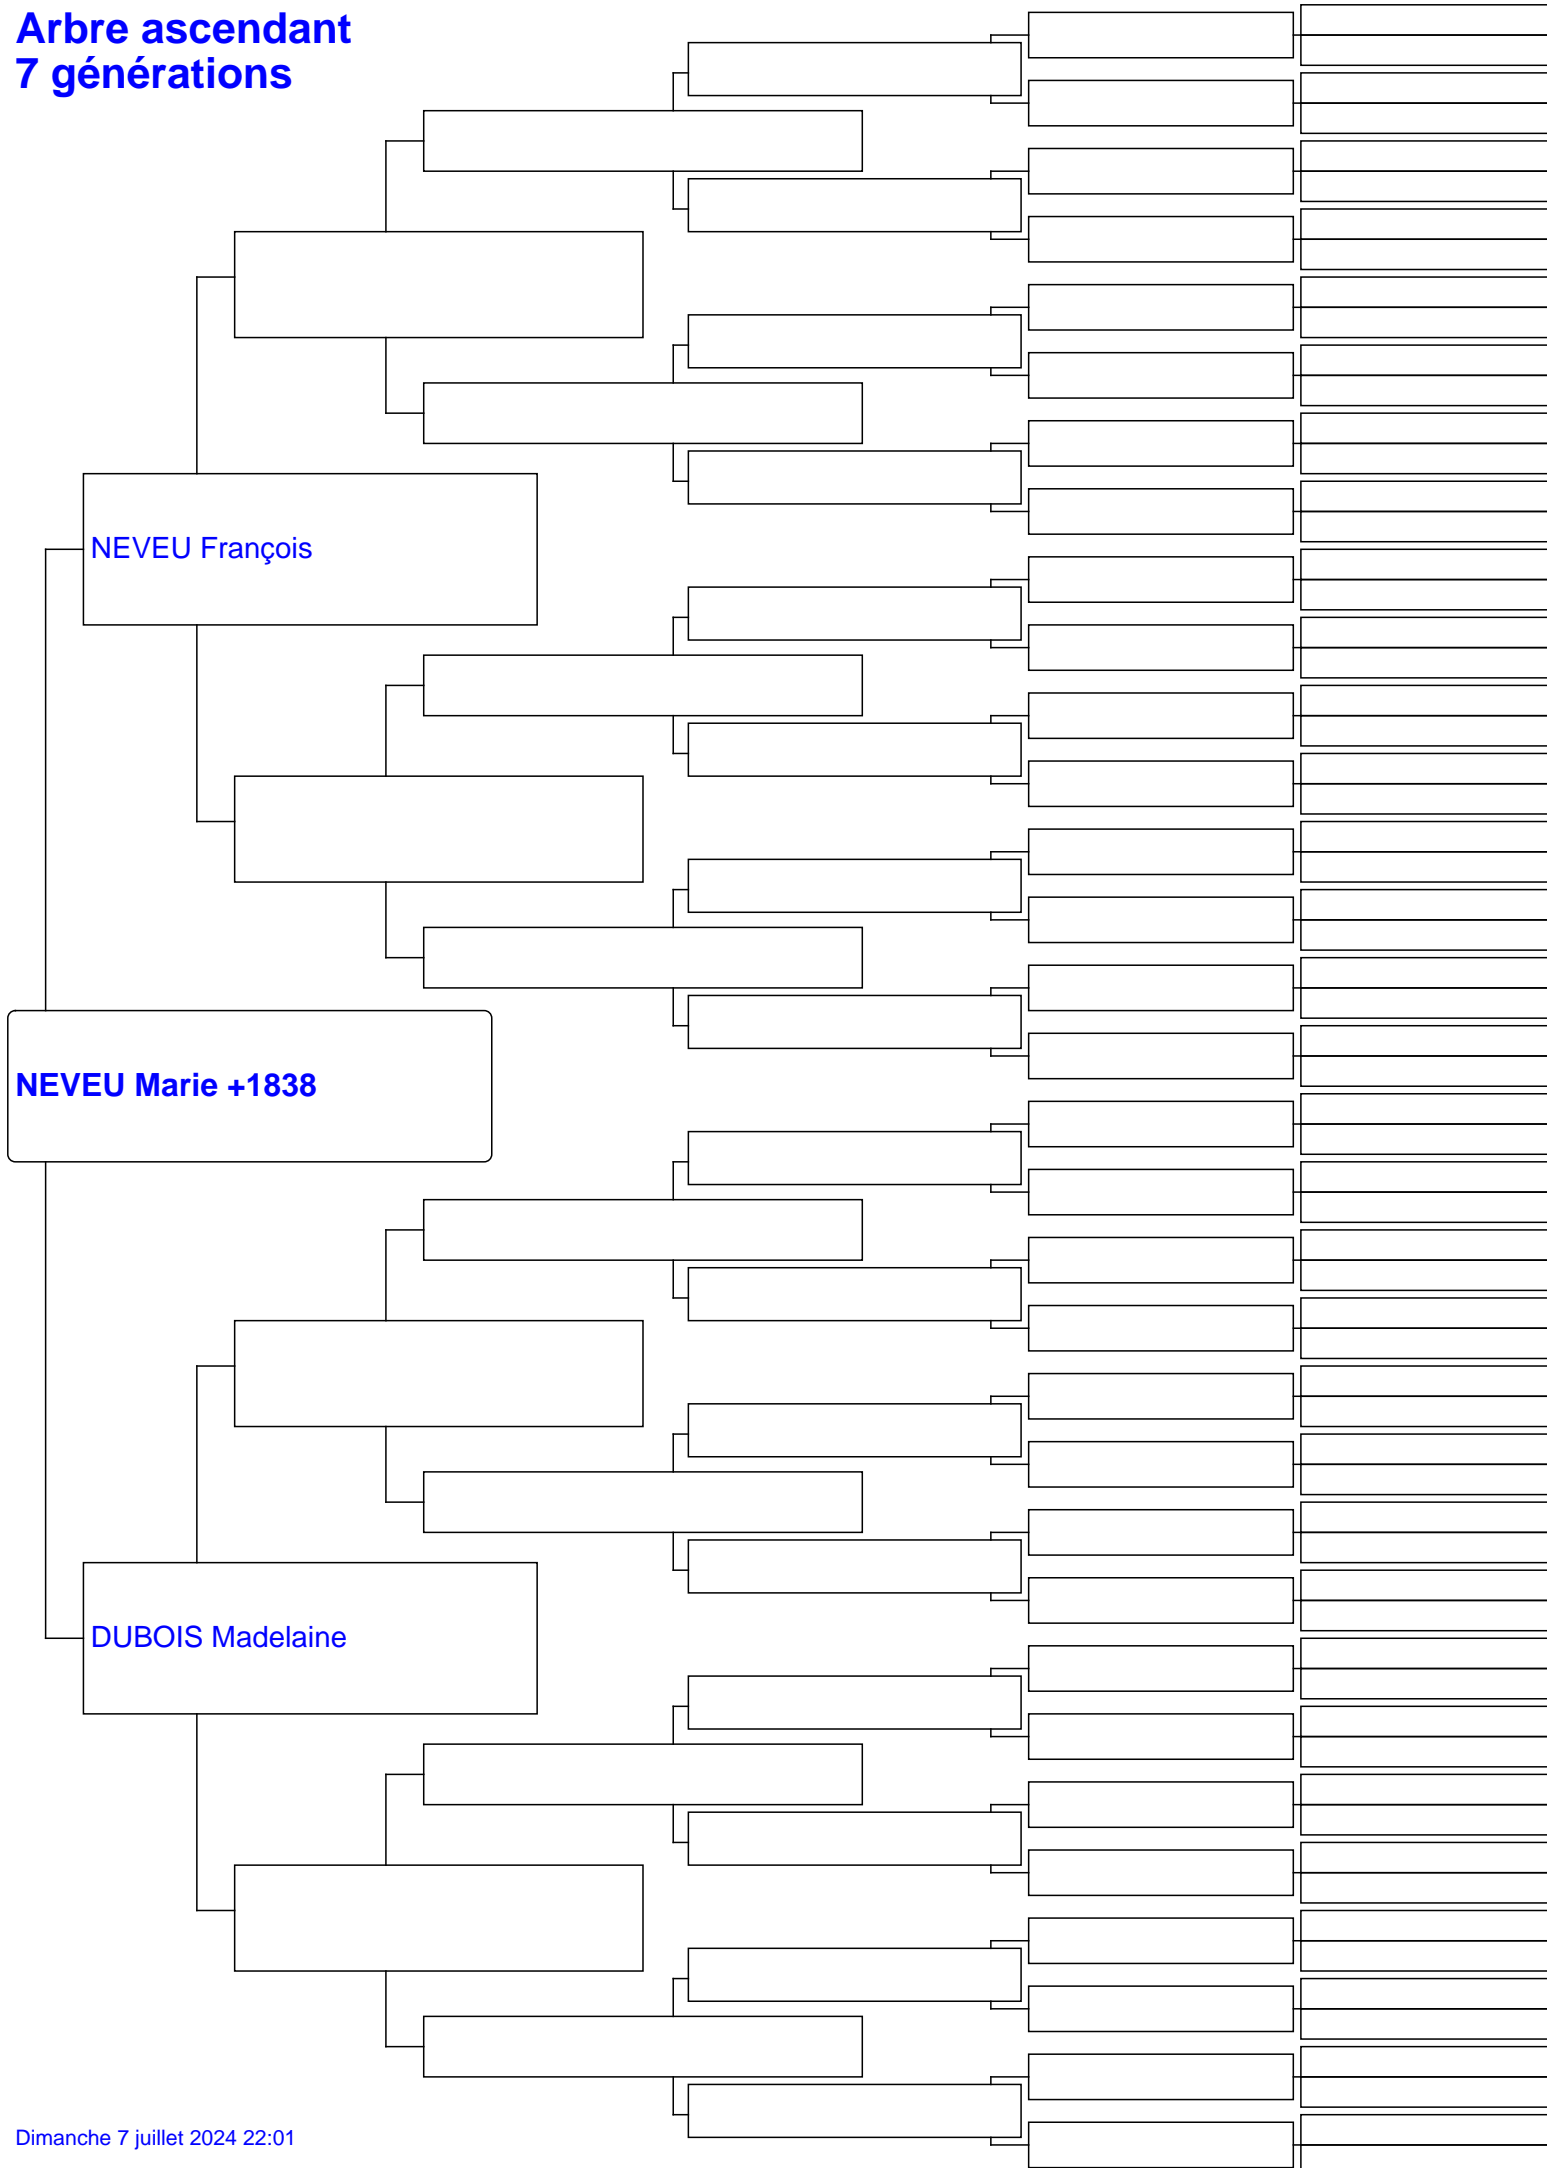 Arbre ascendant
7 générations
NEVEU François
NEVEU Marie +1838
DUBOIS Madelaine
Dimanche 7 juillet 2024 22:01